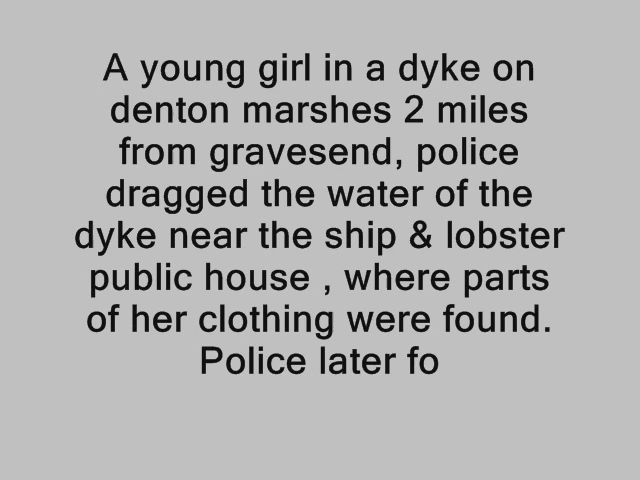 A young girl in a dyke on
denton marshes 2 miles
from gravesend, police
dragged the water of the
dyke near the ship & lobster
public house , where parts
of her clothing were found.
Police later fo